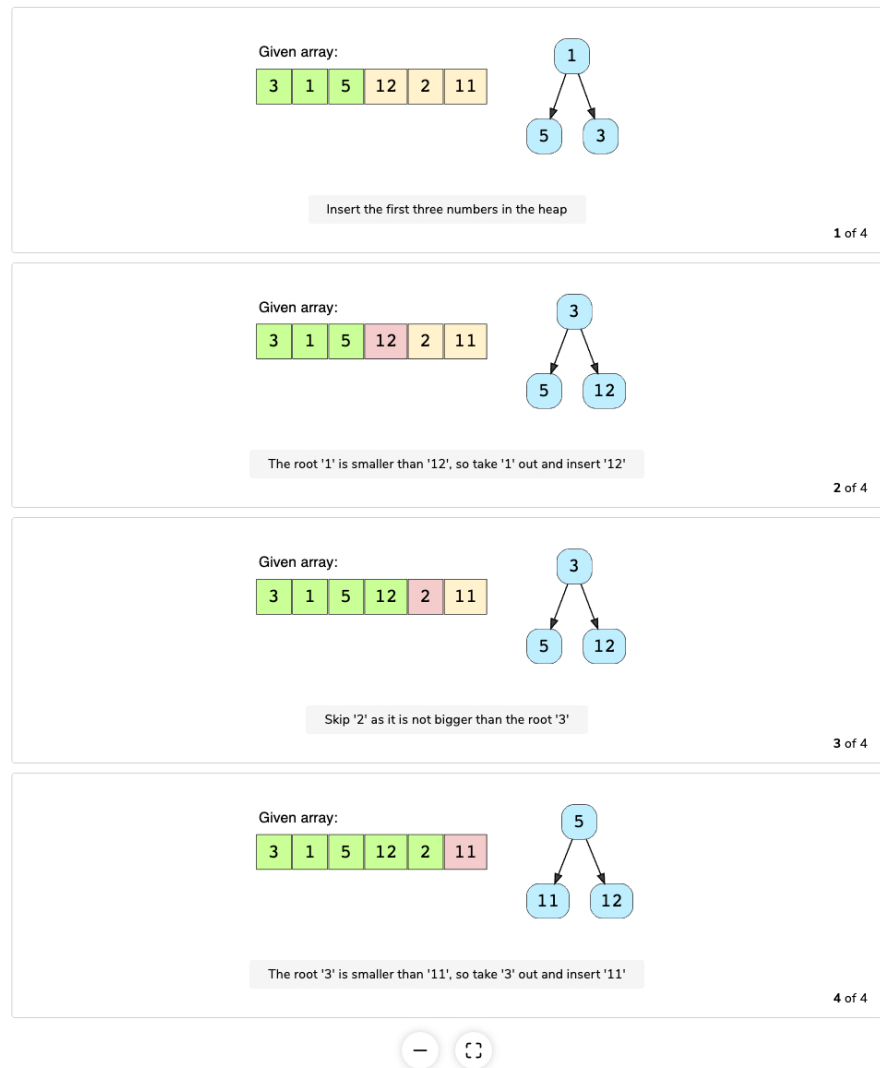 Given array:
3 1 5 12 2 11
1
5 3
Insert the first three numbers in the heap
1 of 4
Given array:
3 1 5 12 2 11
3
5 12
The root '1' is smaller than '12', so take '1' out and insert '12'
2 of 4
Given array:
3 1 5 12 2 11
3
5 12
Skip '2' as it is not bigger than the root '3'
3 of 4
Given array:
3 1 5 12 2 11
5
11 12
The root '3' is smaller than '11', so take '3' out and insert '11'
4 of 4